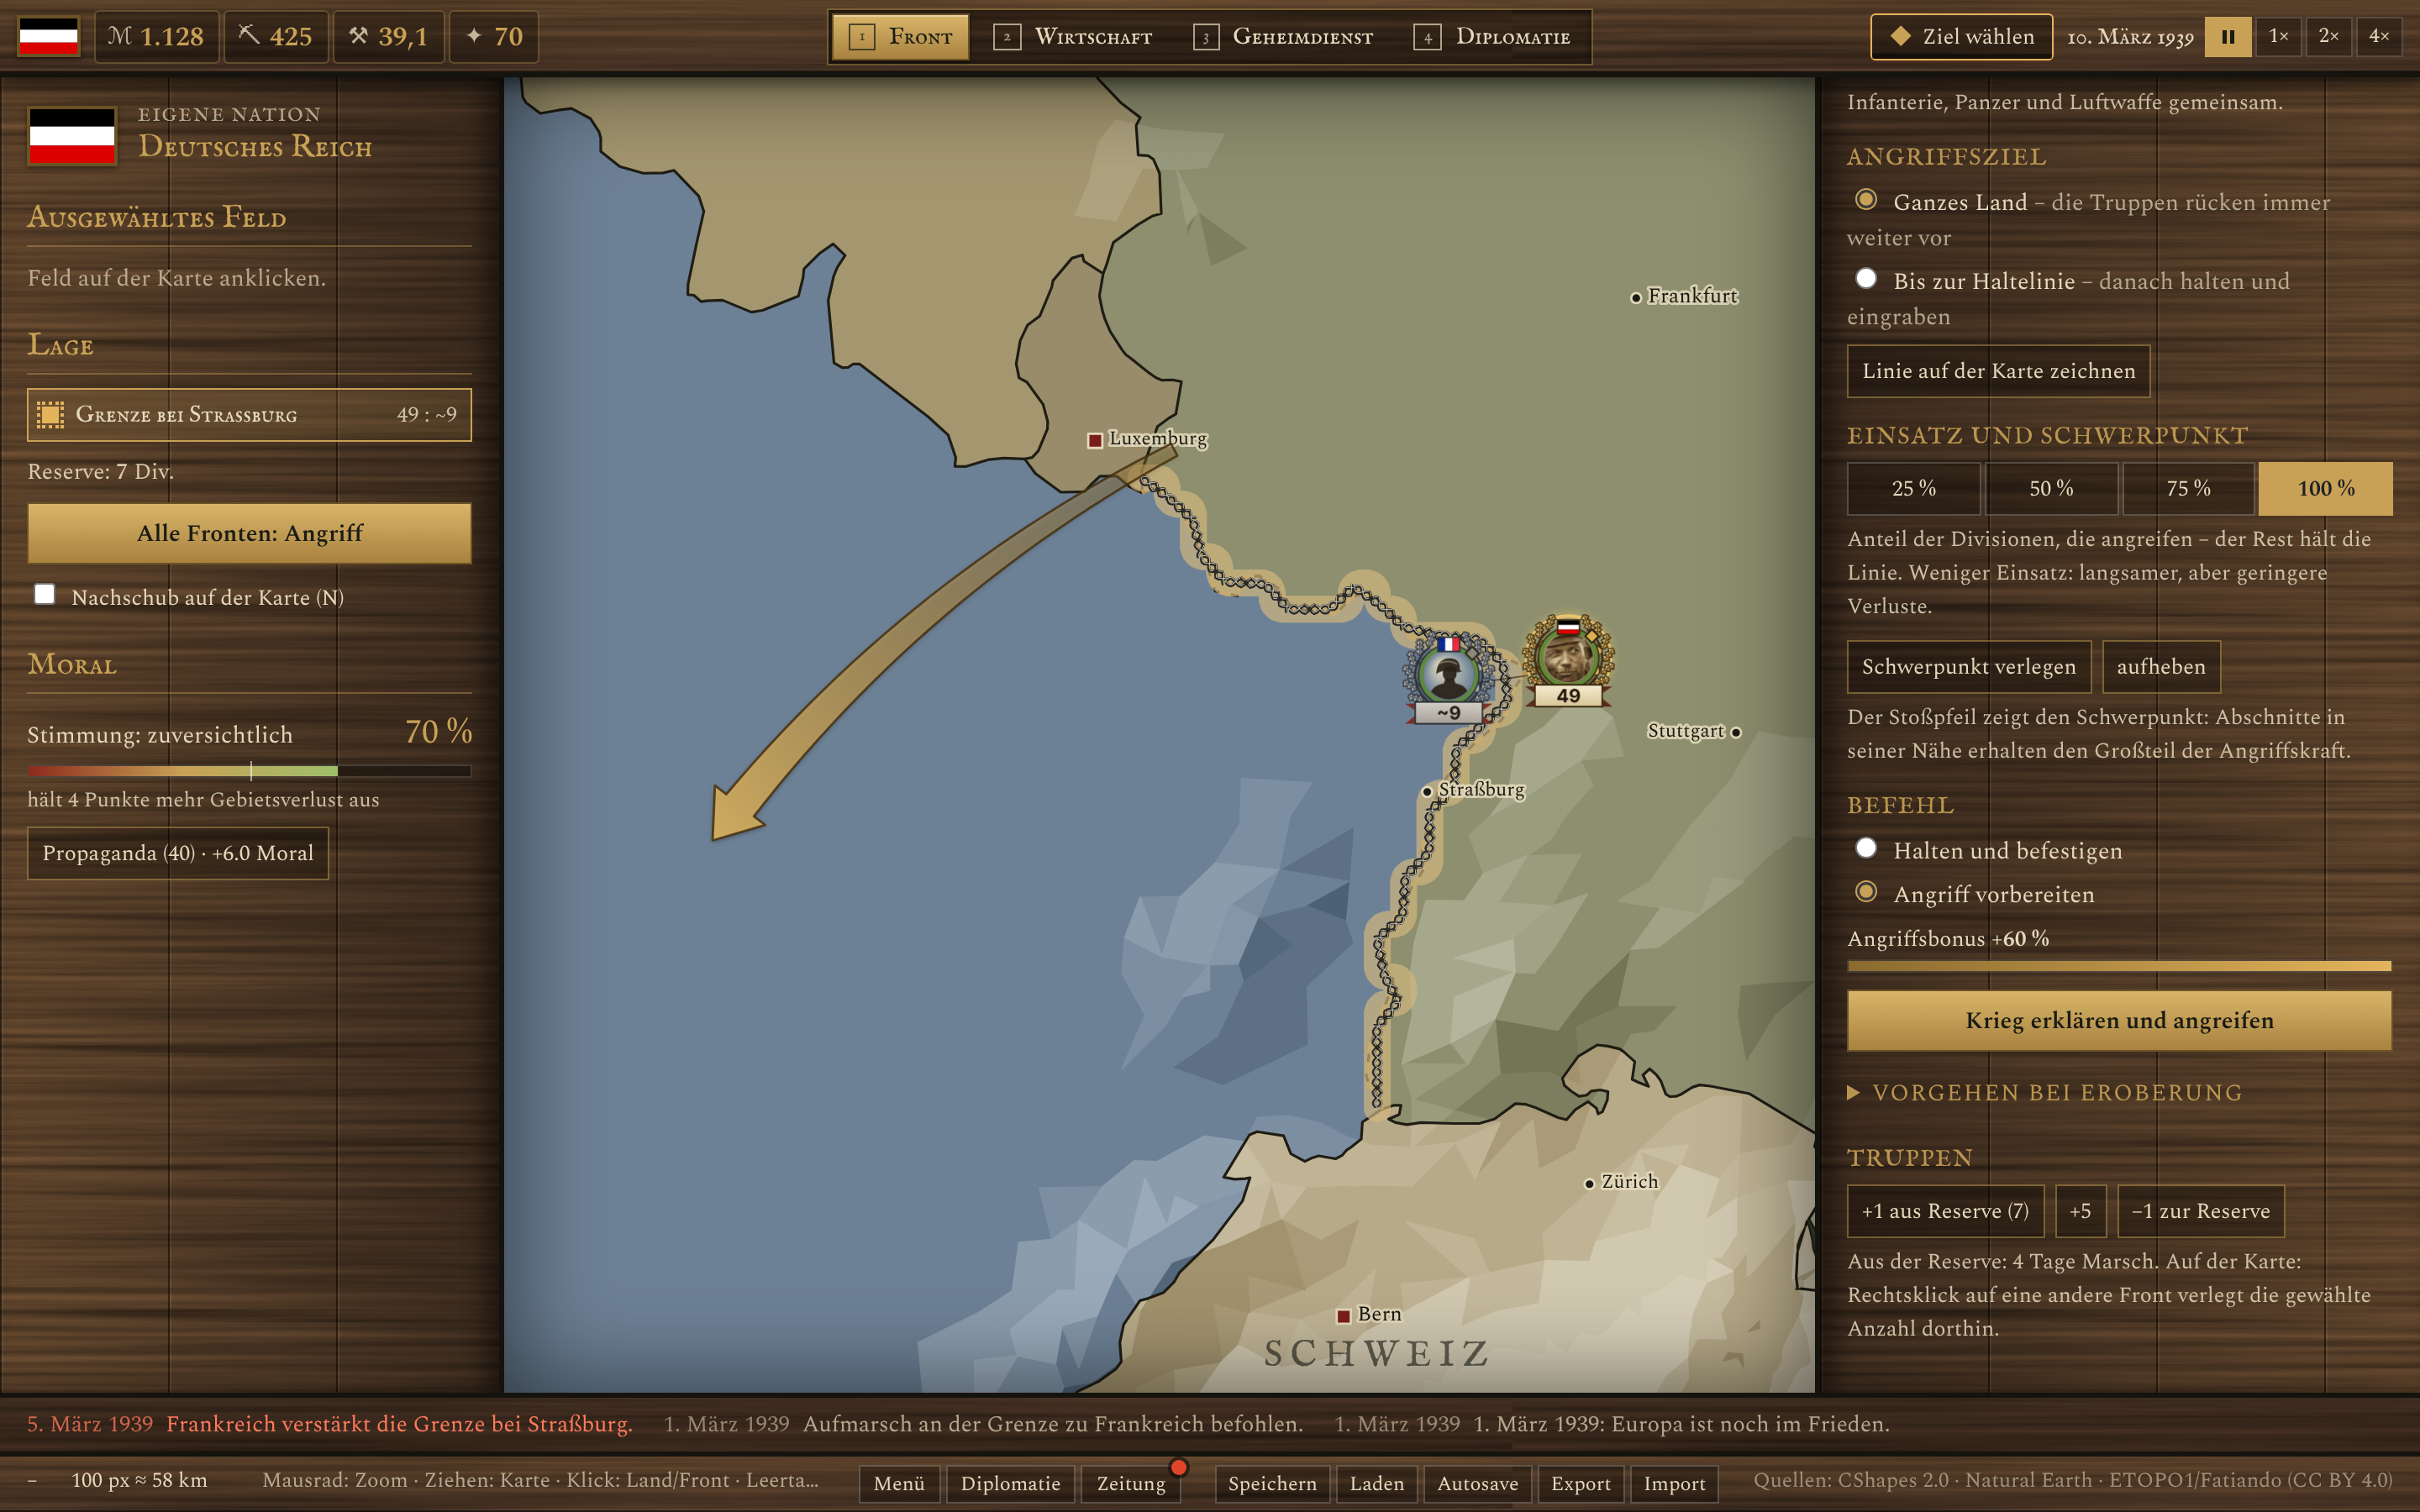 ℳ 1.128
425
39,1
70
1 Front
2 Wirtschaft
3 Geheimdienst
4 Diplomatie
Ziel wählen
10. März 1939
1×
2×
4×
EIGENE NATION
Deutsches Reich
Ausgewähltes Feld
Feld auf der Karte anklicken.
Lage
Grenze bei Strassburg 49 : ~9
Reserve: 7 Div.
Alle Fronten: Angriff
Nachschub auf der Karte (N)
Moral
Stimmung: zuversichtlich 70 %
hält 4 Punkte mehr Gebietsverlust aus
Propaganda (40) · +6.0 Moral
Frankfurt
Luxemburg
~9
49
Stuttgart
Straßburg
Zürich
Bern
SCHWEIZ
Infanterie, Panzer und Luftwaffe gemeinsam.
ANGRIFFSZIEL
Ganzes Land – die Truppen rücken immer
weiter vor
Bis zur Haltelinie – danach halten und
eingraben
Linie auf der Karte zeichnen
EINSATZ UND SCHWERPUNKT
25 %
50 %
75 %
100 %
Anteil der Divisionen, die angreifen – der Rest hält die
Linie. Weniger Einsatz: langsamer, aber geringere
Verluste.
Schwerpunkt verlegen
aufheben
Der Stoßpfeil zeigt den Schwerpunkt: Abschnitte in
seiner Nähe erhalten den Großteil der Angriffskraft.
BEFEHL
Halten und befestigen
Angriff vorbereiten
Angriffsbonus +60 %
Krieg erklären und angreifen
VORGEHEN BEI EROBERUNG
TRUPPEN
+1 aus Reserve (7)
+5
−1 zur Reserve
Aus der Reserve: 4 Tage Marsch. Auf der Karte:
Rechtsklick auf eine andere Front verlegt die gewählte
Anzahl dorthin.
5. März 1939 Frankreich verstärkt die Grenze bei Straßburg. 1. März 1939 Aufmarsch an der Grenze zu Frankreich befohlen. 1. März 1939 1. März 1939: Europa ist noch im Frieden.
– 100 px ≈ 58 km
Mausrad: Zoom · Ziehen: Karte · Klick: Land/Front · Leerta…
Menü
Diplomatie
Zeitung
Speichern
Laden
Autosave
Export
Import
Quellen: CShapes 2.0 · Natural Earth · ETOPO1/Fatiando (CC BY 4.0)